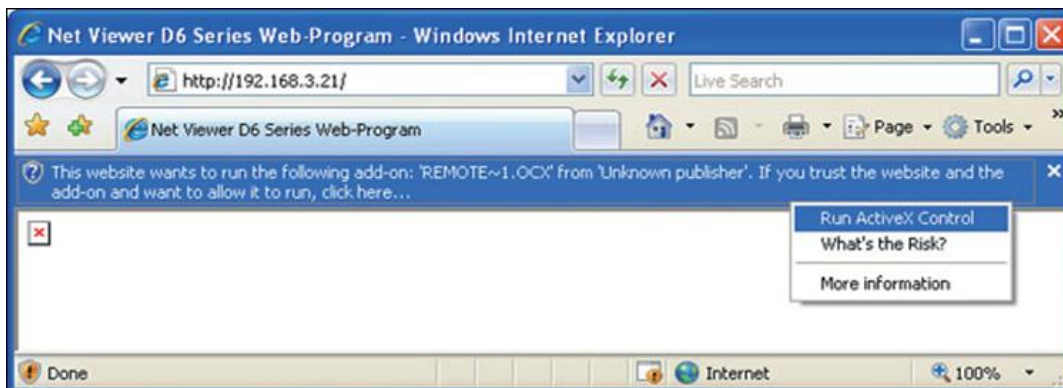 Net Viewer D6 Series Web-Program - Windows Internet Explorer
http://192.168.3.21/
Live Search
Net Viewer D6 Series Web-Program
Page
Tools
This website wants to run the following add-on: 'REMOTE~1.OCX' from 'Unknown publisher'. If you trust the website and the
add-on and want to allow it to run, click here...
Run ActiveX Control
What's the Risk?
More information
Done
Internet
100%